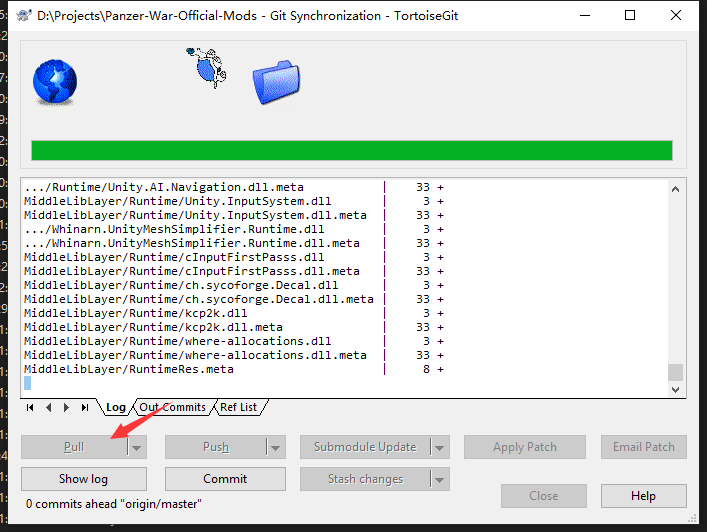 D:\Projects\Panzer-War-Official-Mods - Git Synchronization - TortoiseGit
.../Runtime/Unity.AI.Navigation.dll.meta | 33 +
MiddleLibLayer/Runtime/Unity.InputSystem.dll | 3 +
MiddleLibLayer/Runtime/Unity.InputSystem.dll.meta | 33 +
.../Whinarn.UnityMeshSimplifier.Runtime.dll | 3 +
.../Whinarn.UnityMeshSimplifier.Runtime.dll.meta | 33 +
MiddleLibLayer/Runtime/cInputFirstPasss.dll | 3 +
MiddleLibLayer/Runtime/cInputFirstPasss.dll.meta | 33 +
MiddleLibLayer/Runtime/ch.sycoforge.Decal.dll | 3 +
MiddleLibLayer/Runtime/ch.sycoforge.Decal.dll.meta | 33 +
MiddleLibLayer/Runtime/kcp2k.dll | 3 +
MiddleLibLayer/Runtime/kcp2k.dll.meta | 33 +
MiddleLibLayer/Runtime/where-allocations.dll | 3 +
MiddleLibLayer/Runtime/where-allocations.dll.meta | 33 +
MiddleLibLayer/RuntimeRes.meta | 8 +
Log Out Commits Ref List
Pull Push Submodule Update Apply Patch Email Patch
Show log Commit Stash changes
Close Help
0 commits ahead "origin/master"